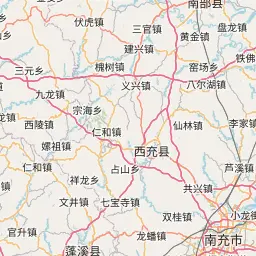 南部县
伏虎镇
三官镇
盘龙镇
建兴镇
黄金镇
三元乡
槐树镇
窑场乡
铁佛
义兴镇
八尔湖镇
九龙镇
宗海乡
西陵镇
仁和镇
仙林镇
李家镇
嫘祖镇
西充县
仁和镇
占山乡
芦溪镇
祥龙乡
共兴镇
文井镇
七宝寺镇
双桂镇
小龙街
官升镇
龙蟠镇
南充市
蓬溪县